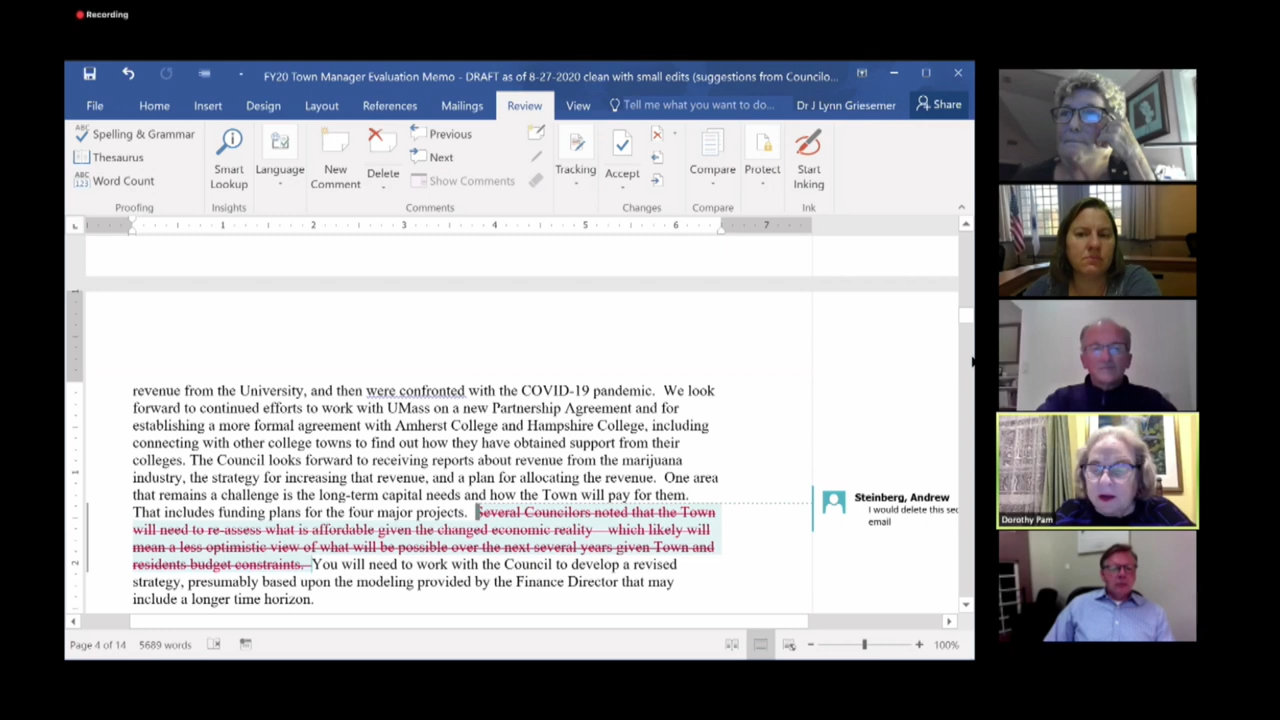 Recording
FY20 Town Manager Evaluation Memo - DRAFT as of 8-27-2020 clean with small edits (suggestions from Councilo...
File Home Insert Design Layout References Mailings Review View Tell me what you want to do... Dr J Lynn Griesemer Share
ABC Spelling & Grammar
Thesaurus
ABC 123 Word Count
Proofing
Smart Lookup
Insights
Language
New Comment
Delete
Previous
Next
Show Comments
Comments
Tracking
Accept
Changes
Compare
Compare
Protect
Start Inking
Ink
1 2 3 4 5 6 7
revenue from the University, and then were confronted with the COVID-19 pandemic. We look
forward to continued efforts to work with UMass on a new Partnership Agreement and for
establishing a more formal agreement with Amherst College and Hampshire College, including
connecting with other college towns to find out how they have obtained support from their
colleges. The Council looks forward to receiving reports about revenue from the marijuana
industry, the strategy for increasing that revenue, and a plan for allocating the revenue. One area
that remains a challenge is the long-term capital needs and how the Town will pay for them.
That includes funding plans for the four major projects. Several Councilors noted that the Town
will need to re-assess what is affordable given the changed economic reality—which likely will
mean a less optimistic view of what will be possible over the next several years given Town and
residents budget constraints. You will need to work with the Council to develop a revised
strategy, presumably based upon the modeling provided by the Finance Director that may
include a longer time horizon.
Steinberg, Andrew
I would delete this sec
email
Dorothy Pam
Page 4 of 14 5689 words 100%